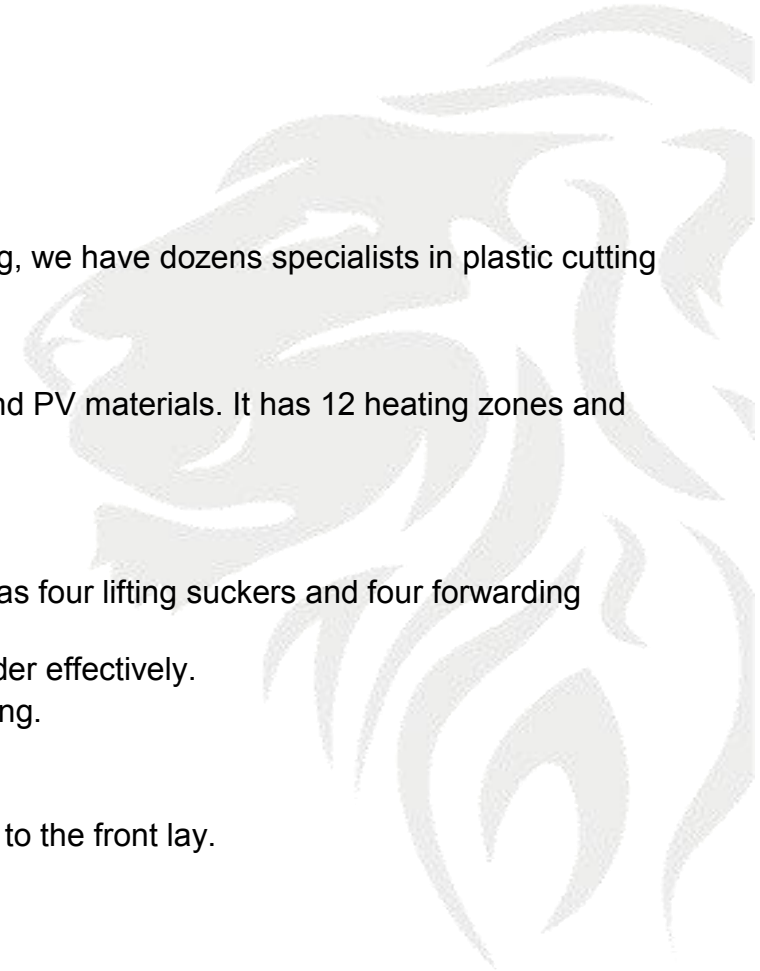 g, we have dozens specialists in plastic cutting
nd PV materials. It has 12 heating zones and
as four lifting suckers and four forwarding
der effectively.
ng.
to the front lay.